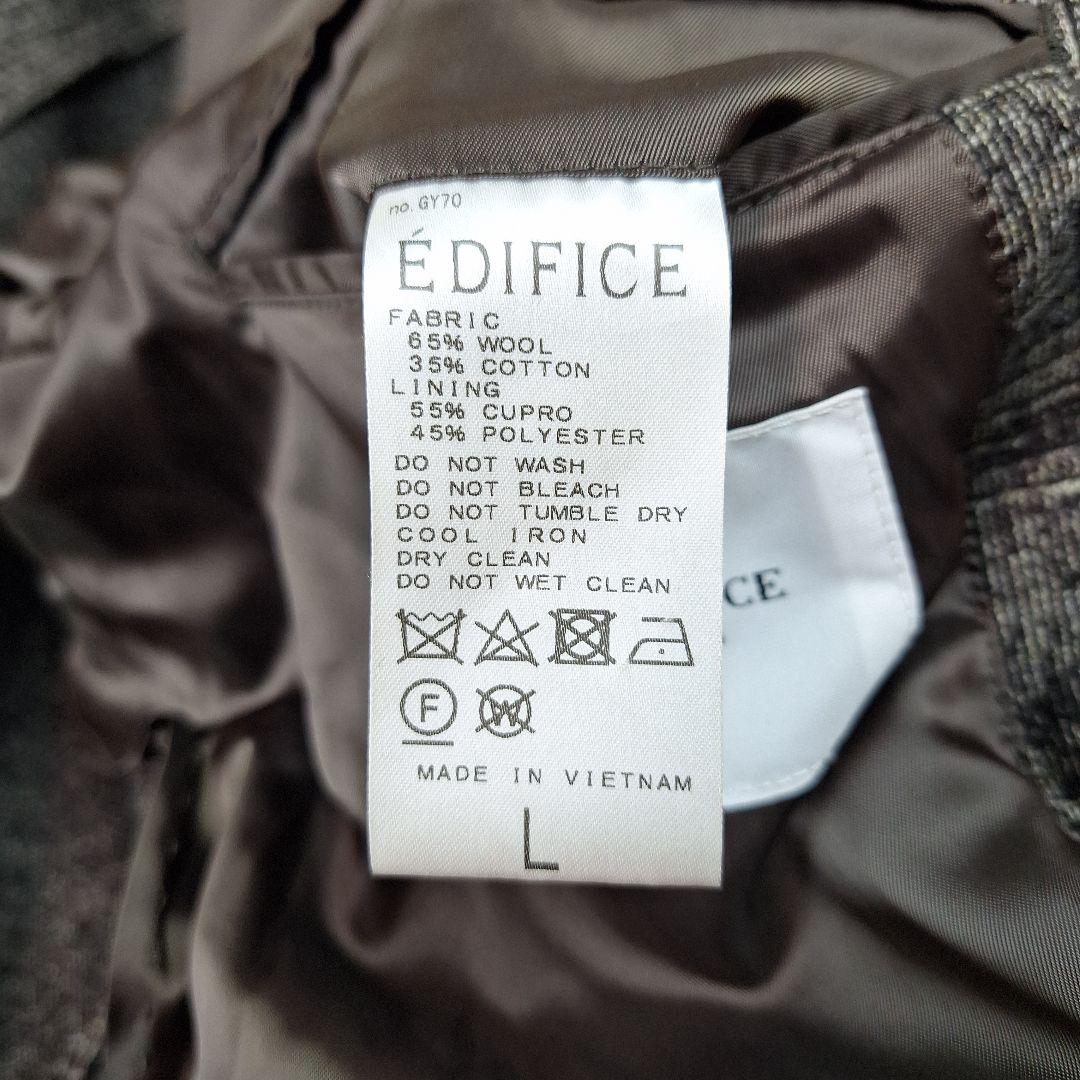 no. GY70
ÉDIFICE
FABRIC
65% WOOL
35% COTTON
LINING
55% CUPRO
45% POLYESTER
DO NOT WASH
DO NOT BLEACH
DO NOT TUMBLE DRY
COOL IRON
DRY CLEAN
DO NOT WET CLEAN
F W
MADE IN VIETNAM
L
CE